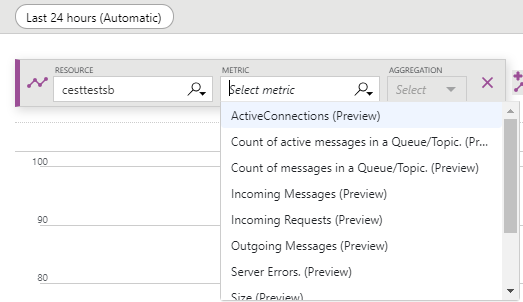 Last 24 hours (Automatic)
RESOURCE METRIC AGGREGATION
cesttestsb Select metric Select
ActiveConnections (Preview)
Count of active messages in a Queue/Topic. (Pr...
Count of messages in a Queue/Topic. (Preview)
Incoming Messages (Preview)
Incoming Requests (Preview)
Outgoing Messages (Preview)
Server Errors. (Preview)
Size (Preview)
100
90
80